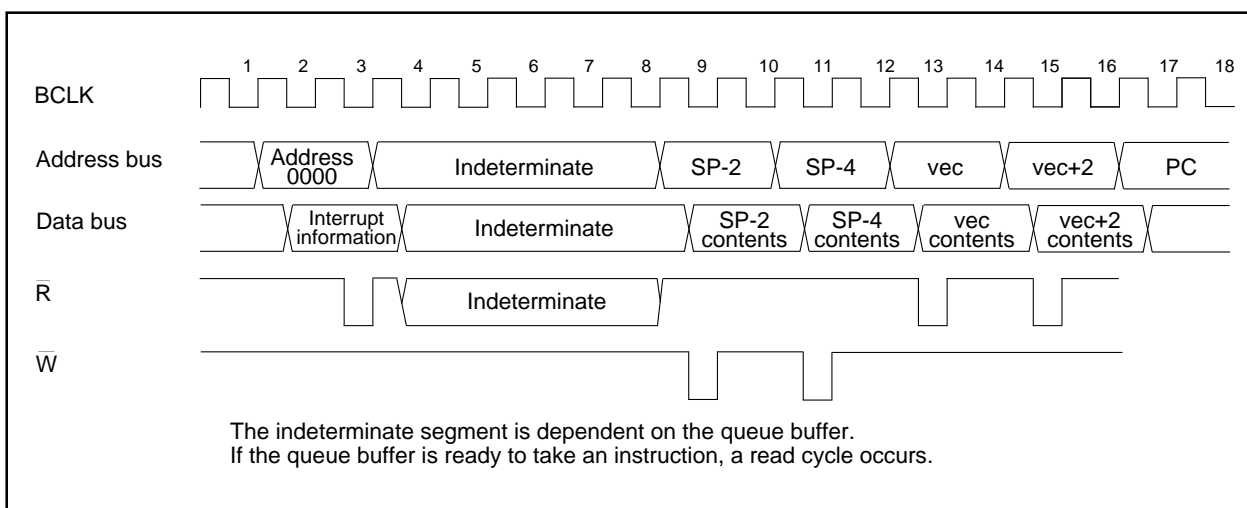 1 2 3 4 5 6 7 8 9 10 11 12 13 14 15 16 17 18
BCLK
Address bus
Address
0000
Indeterminate
SP-2
SP-4
vec
vec+2
PC
Data bus
Interrupt
information
Indeterminate
SP-2
contents
SP-4
contents
vec
contents
vec+2
contents
R̅
Indeterminate
W̅
The indeterminate segment is dependent on the queue buffer.
If the queue buffer is ready to take an instruction, a read cycle occurs.